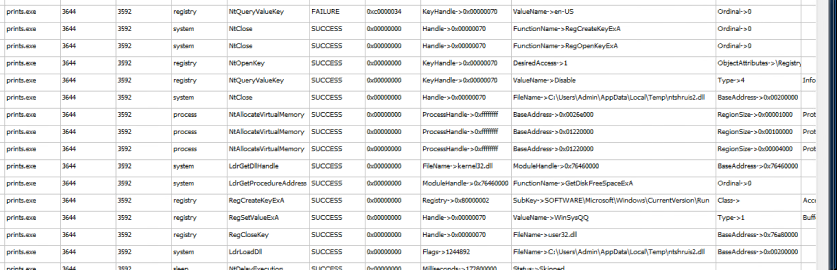 prints.exe 3644 3592 registry NtQueryValueKey FAILURE 0xc0000034 KeyHandle->0x00000070 ValueName->en-US Ordinal->0
prints.exe 3644 3592 system NtClose SUCCESS 0x00000000 Handle->0x00000070 FunctionName->RegCreateKeyExA Ordinal->0
prints.exe 3644 3592 system NtClose SUCCESS 0x00000000 Handle->0x00000070 FunctionName->RegOpenKeyExA Ordinal->0
prints.exe 3644 3592 registry NtOpenKey SUCCESS 0x00000000 KeyHandle->0x00000070 DesiredAccess->1 ObjectAttributes->\Registry
prints.exe 3644 3592 registry NtQueryValueKey SUCCESS 0x00000000 KeyHandle->0x00000070 ValueName->Disable Type->4 Info
prints.exe 3644 3592 system NtClose SUCCESS 0x00000000 Handle->0x00000070 FileName->C:\Users\Admin\AppData\Local\Temp\ntshruis2.dll BaseAddress->0x00200000
prints.exe 3644 3592 process NtAllocateVirtualMemory SUCCESS 0x00000000 ProcessHandle->0xffffffff BaseAddress->0x0026e000 RegionSize->0x00001000 Prot
prints.exe 3644 3592 process NtAllocateVirtualMemory SUCCESS 0x00000000 ProcessHandle->0xffffffff BaseAddress->0x01220000 RegionSize->0x00100000 Prot
prints.exe 3644 3592 process NtAllocateVirtualMemory SUCCESS 0x00000000 ProcessHandle->0xffffffff BaseAddress->0x01220000 RegionSize->0x00004000 Prot
prints.exe 3644 3592 system LdrGetDllHandle SUCCESS 0x00000000 FileName->kernel32.dll ModuleHandle->0x76460000 BaseAddress->0x76460000
prints.exe 3644 3592 system LdrGetProcedureAddress SUCCESS 0x00000000 ModuleHandle->0x76460000 FunctionName->GetDiskFreeSpaceExA Ordinal->0
prints.exe 3644 3592 registry RegCreateKeyExA SUCCESS 0x00000000 Registry->0x80000002 SubKey->SOFTWARE\Microsoft\Windows\CurrentVersion\Run Class-> Acc
prints.exe 3644 3592 registry RegSetValueExA SUCCESS 0x00000000 Handle->0x00000070 ValueName->WinSysQQ Type->1 Buff
prints.exe 3644 3592 registry RegCloseKey SUCCESS 0x00000000 Handle->0x00000070 FileName->user32.dll BaseAddress->0x76a80000
prints.exe 3644 3592 system LdrLoadDll SUCCESS 0x00000000 Flags->1244892 FileName->C:\Users\Admin\AppData\Local\Temp\ntshruis2.dll BaseAddress->0x00200000
prints.exe 3644 3592 sleep NtDelayExecution SUCCESS 0x00000000 Milliseconds->172800000 Status->Skipped